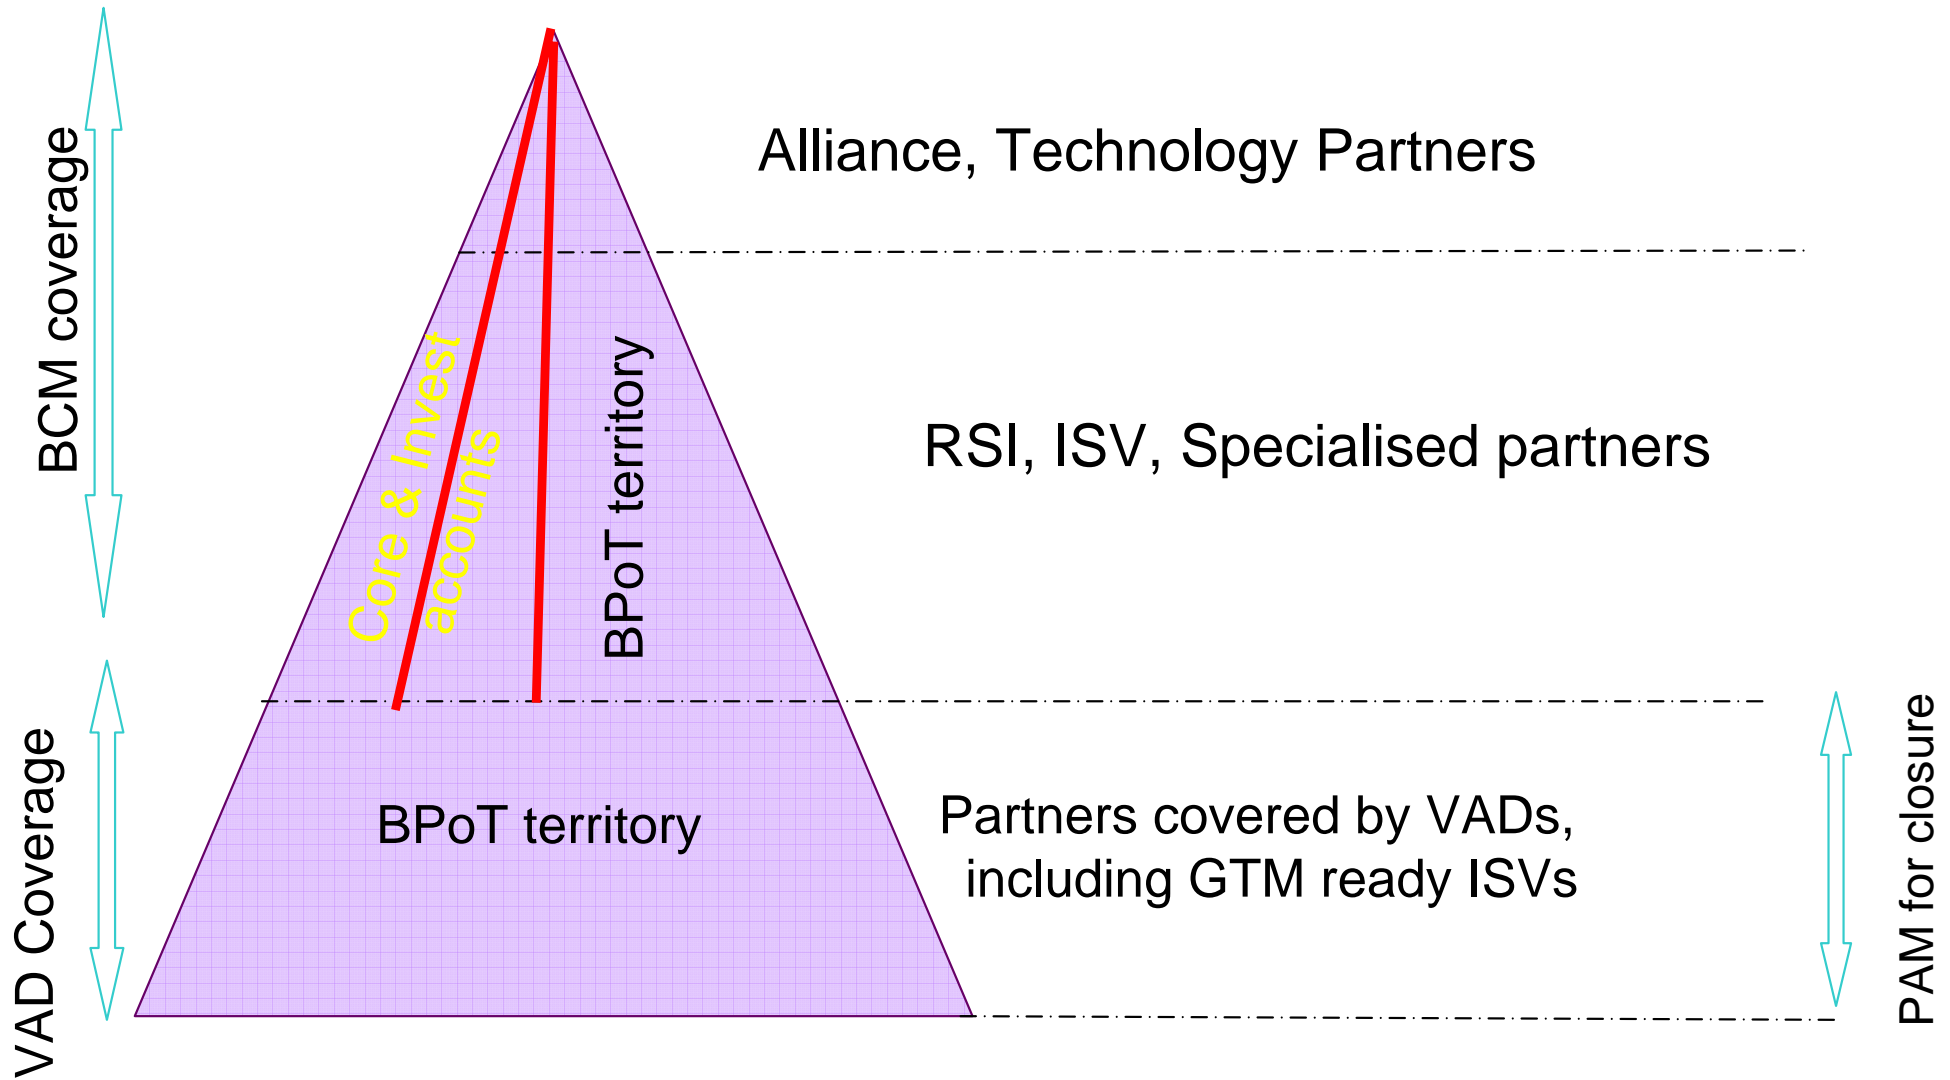 BCM coverage
Alliance, Technology Partners
Core & Invest
accounts
BPoT territory
RSI, ISV, Specialised partners
VAD Coverage
BPoT territory
Partners covered by VADs,
including GTM ready ISVs
PAM for closure